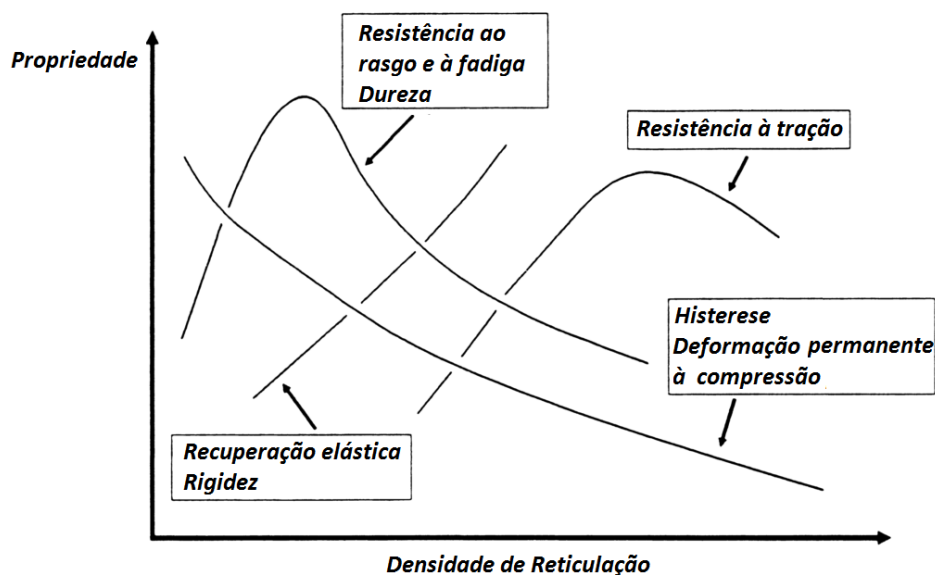 Propriedade
Resistência ao
rasgo e à fadiga
Dureza
Resistência à tração
Histerese
Deformação permanente
à compressão
Recuperação elástica
Rigidez
Densidade de Reticulação